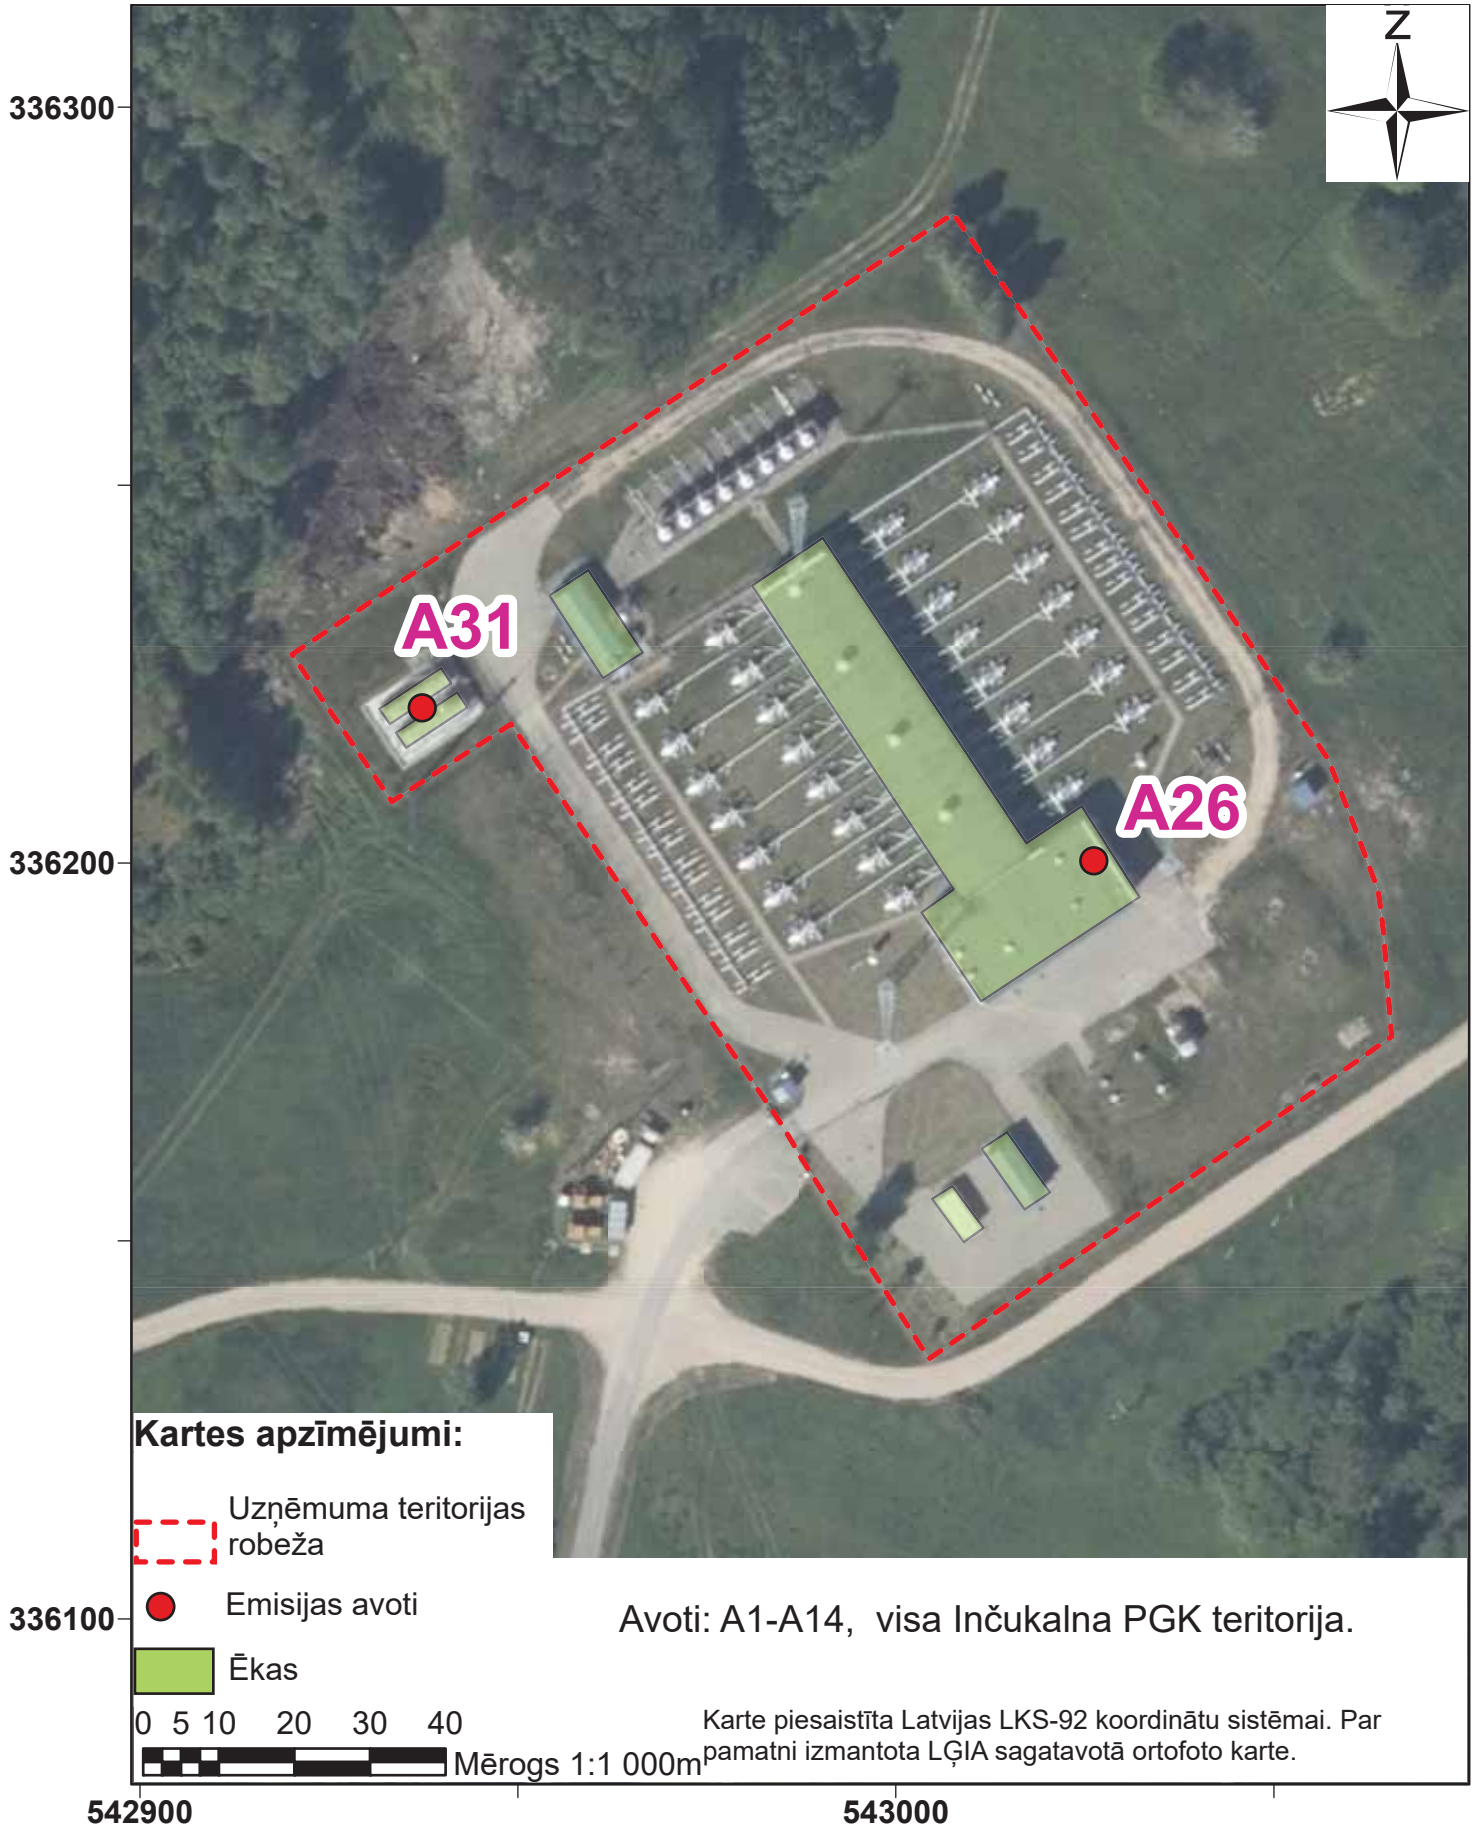 Z
336300
A31
A26
336200
Kartes apzīmējumi:
Uzņēmuma teritorijas
robeža
Emisijas avoti
336100
Avoti: A1-A14, visa Inčukalna PGK teritorija.
Ēkas
0 5 10 20 30 40
Mērogs 1:1 000m
Karte piesaistīta Latvijas LKS-92 koordinātu sistēmai. Par
pamatni izmantota LĢIA sagatavotā ortofoto karte.
542900 543000